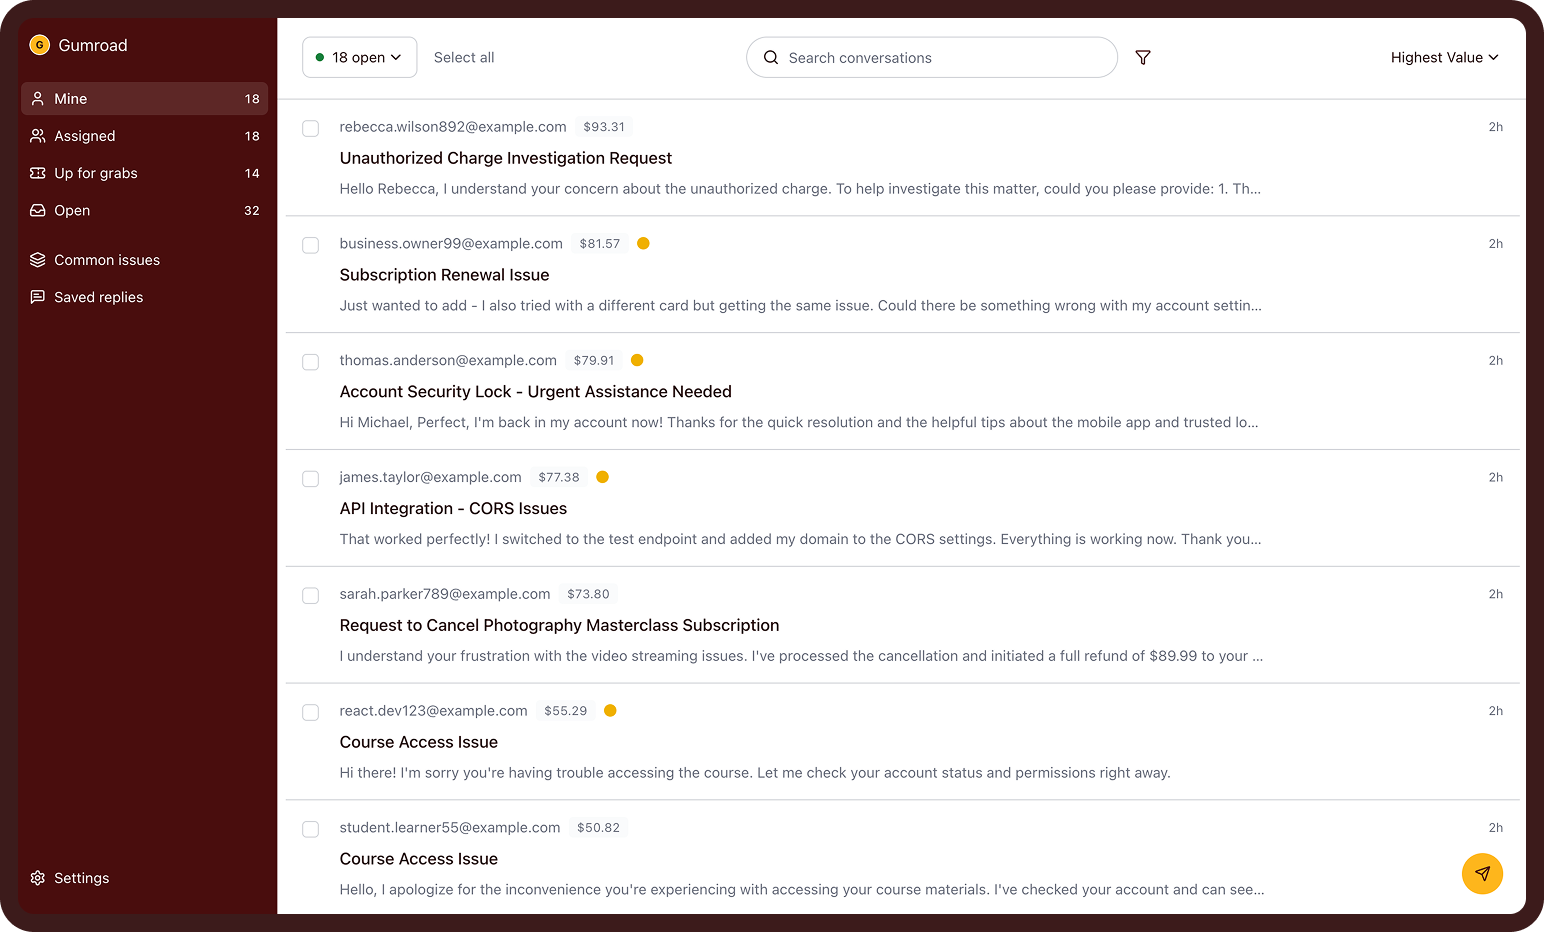 G Gumroad
Mine 18
Assigned 18
Up for grabs 14
Open 32
Common issues
Saved replies
Settings
18 open Select all Search conversations Highest Value
rebecca.wilson892@example.com $93.31 2h
Unauthorized Charge Investigation Request
Hello Rebecca, I understand your concern about the unauthorized charge. To help investigate this matter, could you please provide: 1. Th...
business.owner99@example.com $81.57 2h
Subscription Renewal Issue
Just wanted to add - I also tried with a different card but getting the same issue. Could there be something wrong with my account settin...
thomas.anderson@example.com $79.91 2h
Account Security Lock - Urgent Assistance Needed
Hi Michael, Perfect, I'm back in my account now! Thanks for the quick resolution and the helpful tips about the mobile app and trusted lo...
james.taylor@example.com $77.38 2h
API Integration - CORS Issues
That worked perfectly! I switched to the test endpoint and added my domain to the CORS settings. Everything is working now. Thank you...
sarah.parker789@example.com $73.80 2h
Request to Cancel Photography Masterclass Subscription
I understand your frustration with the video streaming issues. I've processed the cancellation and initiated a full refund of $89.99 to your ...
react.dev123@example.com $55.29 2h
Course Access Issue
Hi there! I'm sorry you're having trouble accessing the course. Let me check your account status and permissions right away.
student.learner55@example.com $50.82 2h
Course Access Issue
Hello, I apologize for the inconvenience you're experiencing with accessing your course materials. I've checked your account and can see...